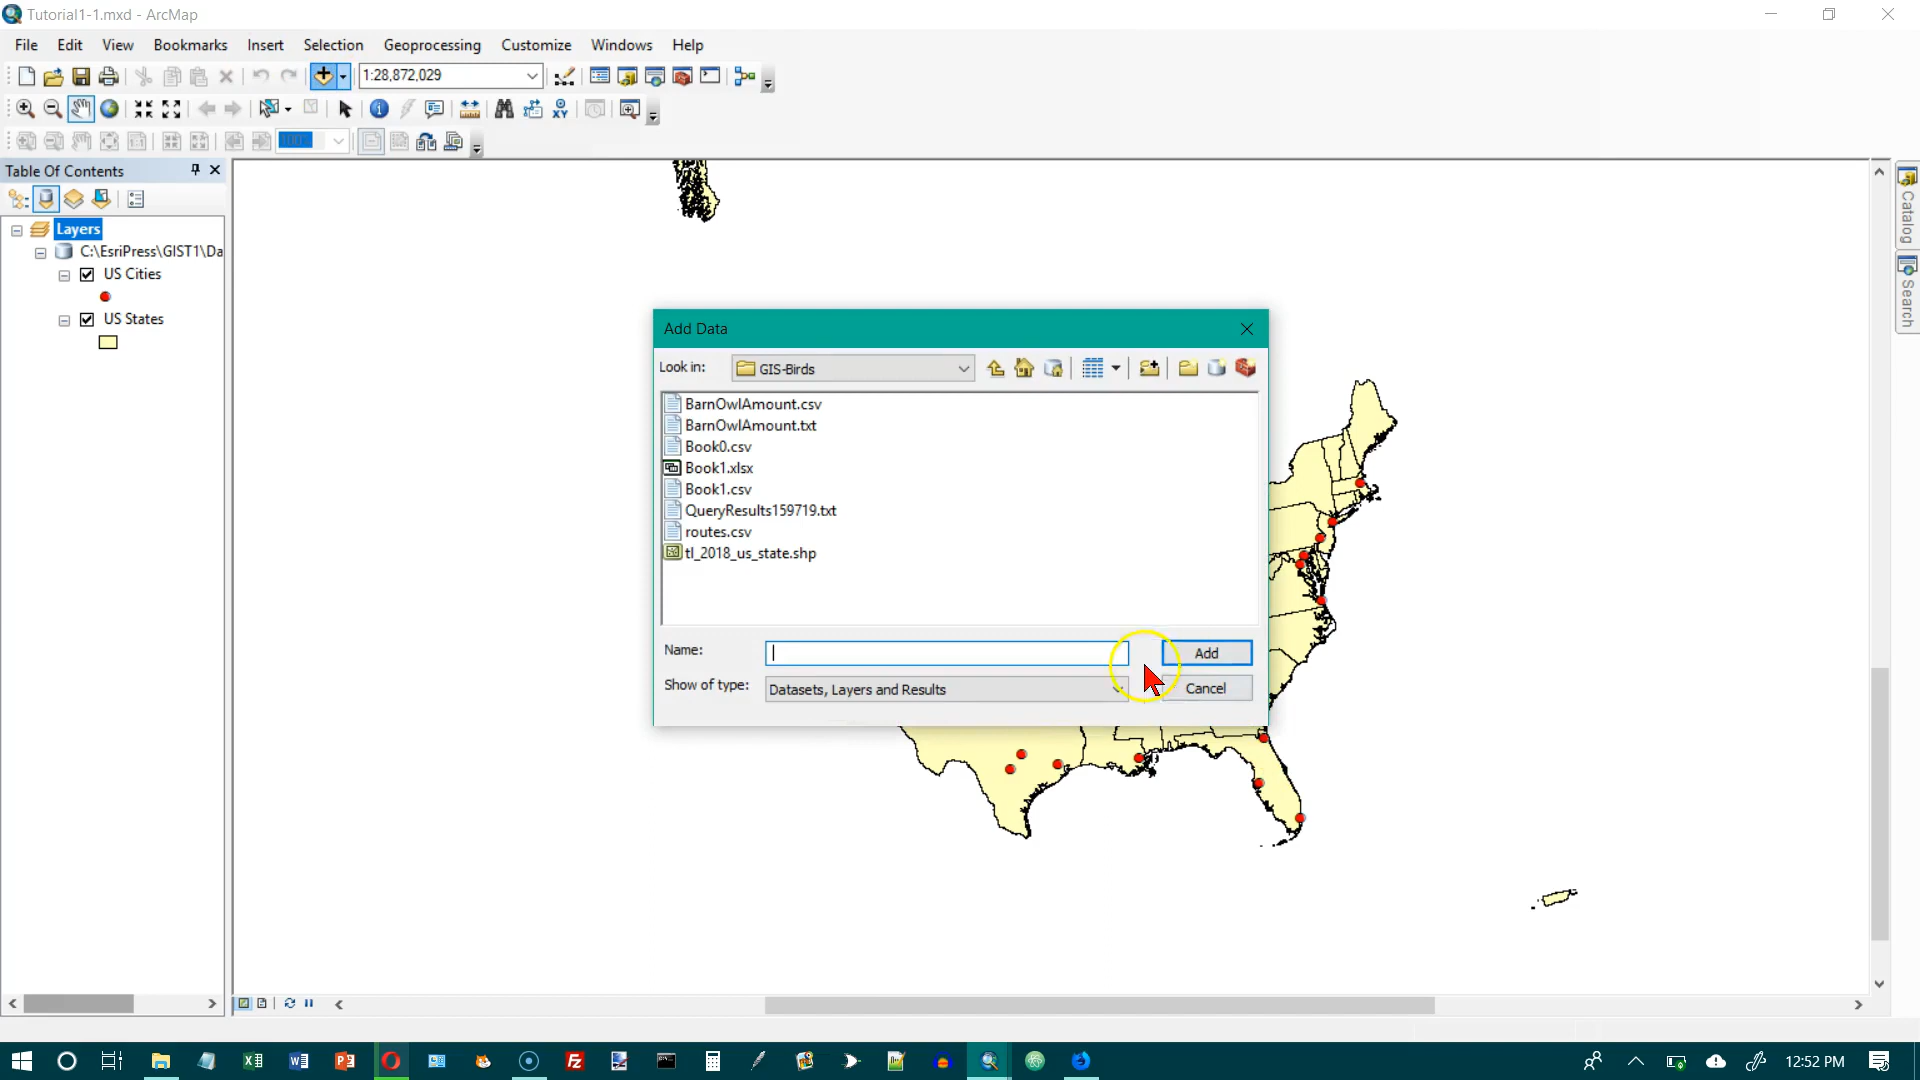 Tutorial1-1.mxd - ArcMap
File Edit View Bookmarks Insert Selection Geoprocessing Customize Windows Help
1:28,872,029
100%
Table Of Contents
Layers
C:\EsriPress\GIST1\Da
US Cities
US States
Add Data
Look in: GIS-Birds
BarnOwlAmount.csv
BarnOwlAmount.txt
Book0.csv
Book1.xlsx
Book1.csv
QueryResults159719.txt
routes.csv
tl_2018_us_state.shp
Name:
Add
Show of type: Datasets, Layers and Results
Cancel
Catalog
Search
12:52 PM